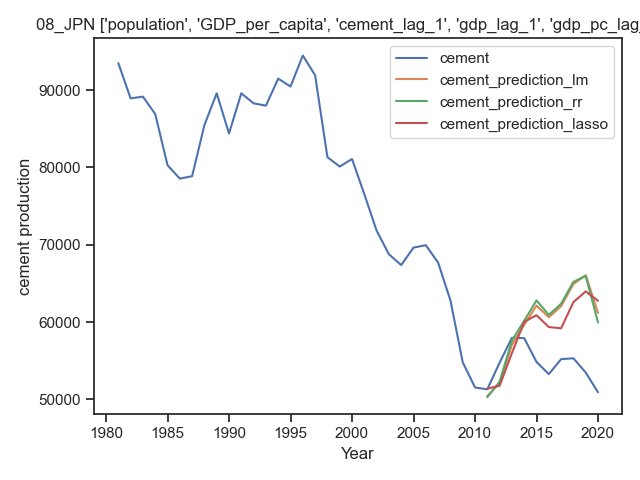 08_JPN ['population', 'GDP_per_capita', 'cement_lag_1', 'gdp_lag_1', 'gdp_pc_lag_
cement
cement_prediction_lm
cement_prediction_rr
cement_prediction_lasso
90000
80000
70000
60000
50000
cement production
1980 1985 1990 1995 2000 2005 2010 2015 2020
Year